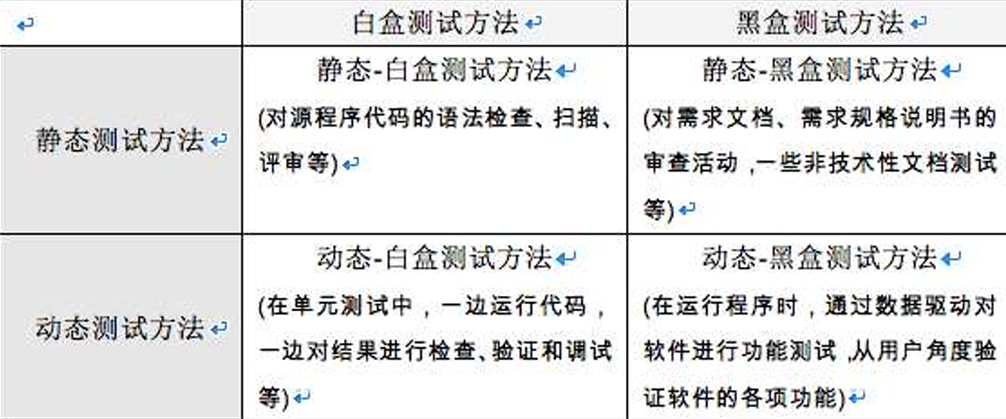 白盒测试方法
黑盒测试方法
静态测试方法
静态-白盒测试方法
(对源程序代码的语法检查、扫描、
评审等)
静态-黑盒测试方法
(对需求文档、需求规格说明书的
审查活动,一些非技术性文档测试
等)
动态测试方法
动态-白盒测试方法
(在单元测试中,一边运行代码,
一边对结果进行检查、验证和调试
等)
动态-黑盒测试方法
(在运行程序时,通过数据驱动对
软件进行功能测试,从用户角度验
证软件的各项功能)